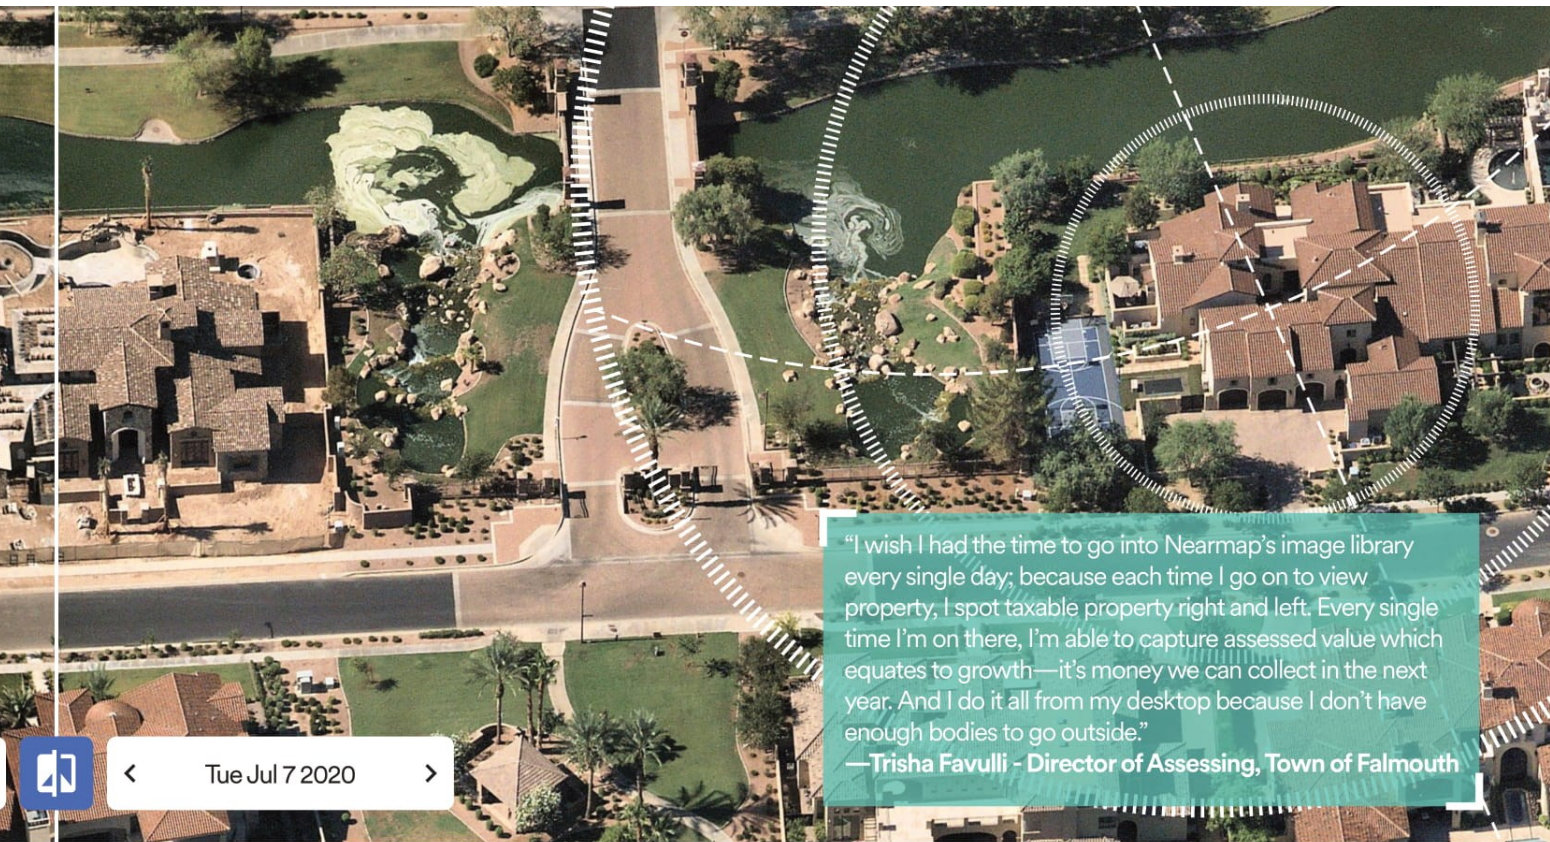 “I wish I had the time to go into Nearmap’s image library
every single day; because each time I go on to view
property, I spot taxable property right and left. Every single
time I’m on there, I’m able to capture assessed value which
equates to growth—it’s money we can collect in the next
year. And I do it all from my desktop because I don’t have
enough bodies to go outside.”
—Trisha Favulli - Director of Assessing, Town of Falmouth
Tue Jul 7 2020